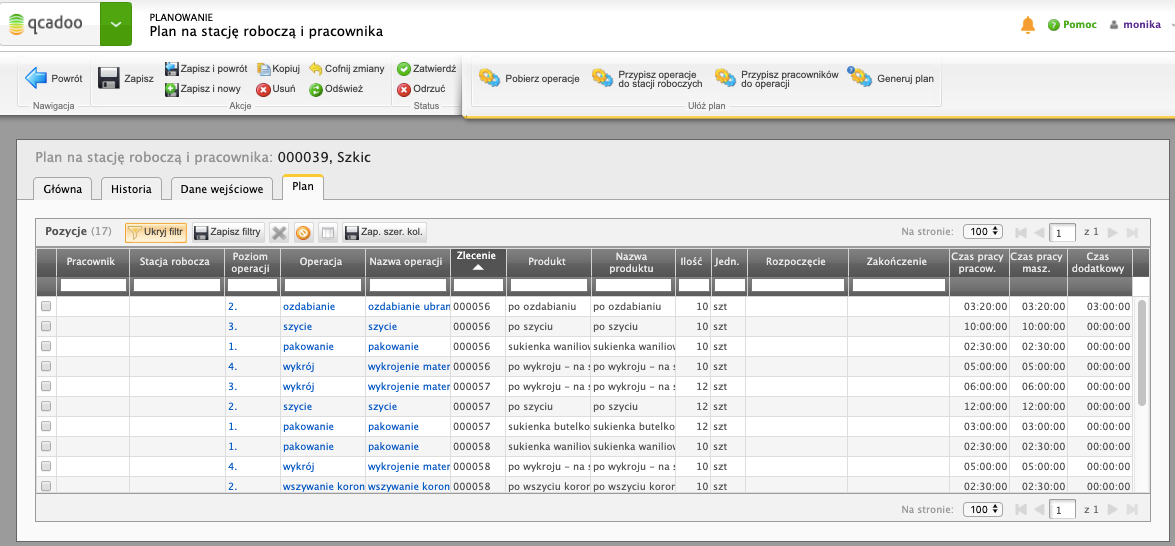 qcadoo
PLANOWANIE
Plan na stację roboczą i pracownika
Pomoc
monika
Powrót
Nawigacja
Zapisz
Zapisz i powrót
Zapisz i nowy
Kopiuj
Usuń
Cofnij zmiany
Odśwież
Akcje
Zatwierdź
Odrzuć
Status
Pobierz operacje
Przypisz operacje
do stacji roboczych
Przypisz pracowników
do operacji
Generuj plan
Ułóż plan
Plan na stację roboczą i pracownika: 000039, Szkic
Główna Historia Dane wejściowe Plan
Pozycje (17) Ukryj filtr Zapisz filtry Zap. szer. kol. Na stronie: 100 1 z 1
Pracownik Stacja robocza Poziom operacji Operacja Nazwa operacji Zlecenie Produkt Nazwa produktu Ilość Jedn. Rozpoczęcie Zakończenie Czas pracy pracow. Czas pracy masz. Czas dodatkowy
2. ozdabianie ozdabianie ubran 000056 po ozdabianiu po ozdabianiu 10 szt 03:20:00 03:20:00 03:00:00
3. szycie szycie 000056 po szyciu po szyciu 10 szt 10:00:00 10:00:00 00:00:00
1. pakowanie pakowanie 000056 sukienka waniliow sukienka waniliow 10 szt 02:30:00 02:30:00 00:00:00
4. wykrój wykrojenie mater 000056 po wykroju - na s po wykroju - na s 10 szt 05:00:00 05:00:00 00:00:00
3. wykrój wykrojenie mater 000057 po wykroju - na s po wykroju - na s 12 szt 06:00:00 06:00:00 00:00:00
2. szycie szycie 000057 po szyciu po szyciu 12 szt 12:00:00 12:00:00 00:00:00
1. pakowanie pakowanie 000057 sukienka butelko sukienka butelko 12 szt 03:00:00 03:00:00 00:00:00
1. pakowanie pakowanie 000058 sukienka waniliow sukienka waniliow 10 szt 02:30:00 02:30:00 00:00:00
4. wykrój wykrojenie mater 000058 po wykroju - na s po wykroju - na s 10 szt 05:00:00 05:00:00 00:00:00
2. wszywanie koron wszywanie koron 000058 po wszyciu koron po wszyciu koron 10 szt 02:30:00 02:30:00 00:00:00
Na stronie: 100 1 z 1